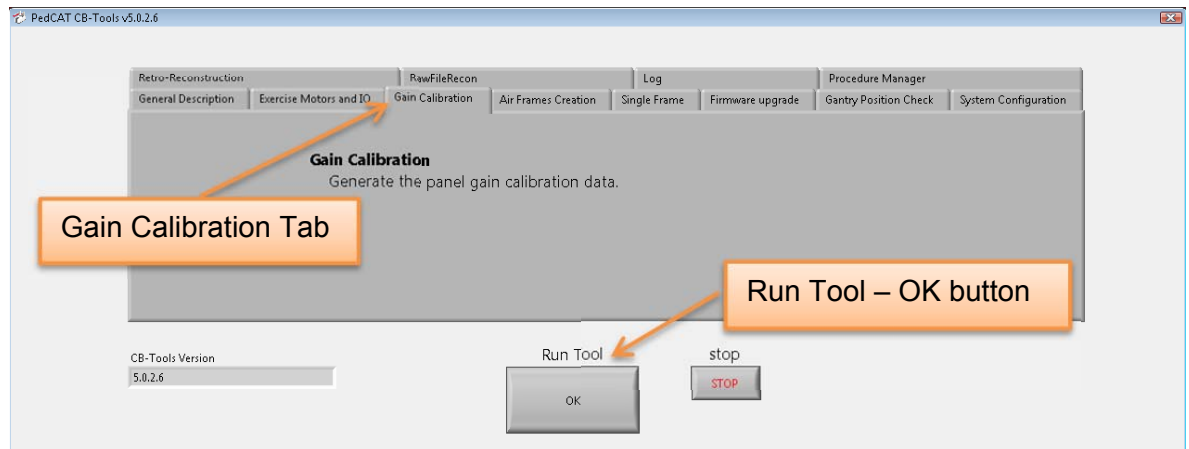 PedCAT CB-Tools v5.0.2.6
Retro-Reconstruction RawFileRecon Log Procedure Manager
General Description Exercise Motors and IO Gain Calibration Air Frames Creation Single Frame Firmware upgrade Gantry Position Check System Configuration
Gain Calibration
Generate the panel gain calibration data.
Gain Calibration Tab
Run Tool – OK button
CB-Tools Version
5.0.2.6
Run Tool
OK
stop
STOP